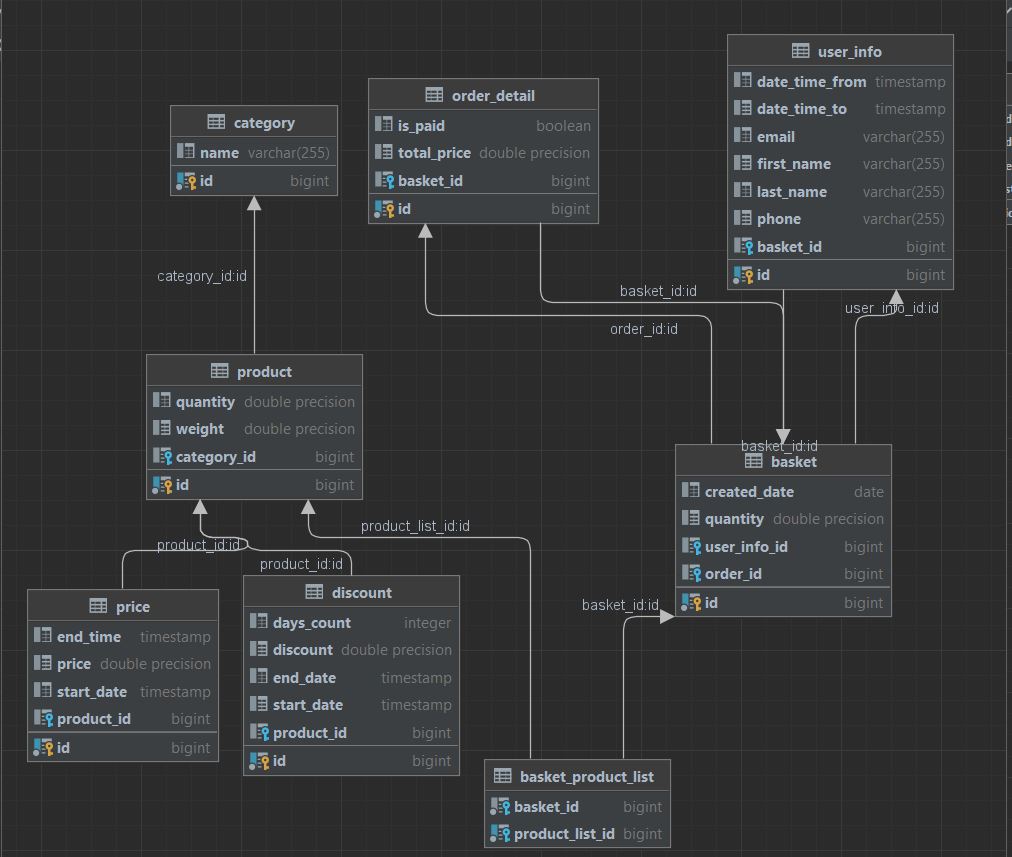 user_info
date_time_from timestamp
date_time_to timestamp
email varchar(255)
first_name varchar(255)
last_name varchar(255)
phone varchar(255)
basket_id bigint
id bigint
order_detail
is_paid boolean
total_price double precision
basket_id bigint
id bigint
category
name varchar(255)
id bigint
category_id:id
basket_id:id
order_id:id
user_info_id:id
product
quantity double precision
weight double precision
category_id bigint
id bigint
basket_id:id
basket
created_date date
quantity double precision
user_info_id bigint
order_id bigint
id bigint
product_list_id:id
product_id:id
product_id:id
basket_id:id
price
end_time timestamp
price double precision
start_date timestamp
product_id bigint
id bigint
discount
days_count integer
discount double precision
end_date timestamp
start_date timestamp
product_id bigint
id bigint
basket_product_list
basket_id bigint
product_list_id bigint